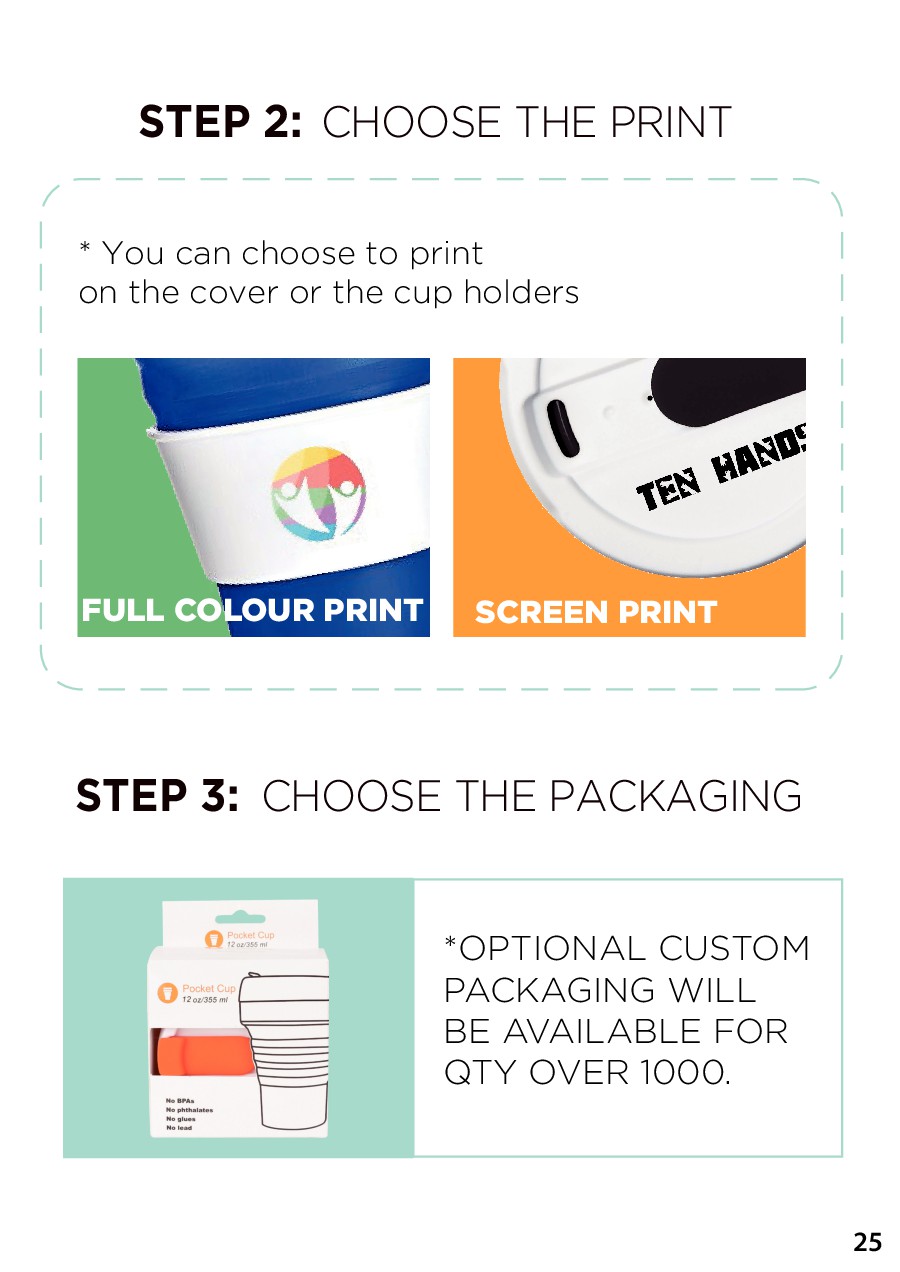 STEP 2: CHOOSE THE PRINT
* You can choose to print
on the cover or the cup holders
TEN HANDS
FULL COLOUR PRINT
SCREEN PRINT
STEP 3: CHOOSE THE PACKAGING
Pocket Cup
12 oz/355 ml
Pocket Cup
12 oz/355 ml
No BPAs
No phthalates
No glues
No lead
*OPTIONAL CUSTOM
PACKAGING WILL
BE AVAILABLE FOR
QTY OVER 1000.
25